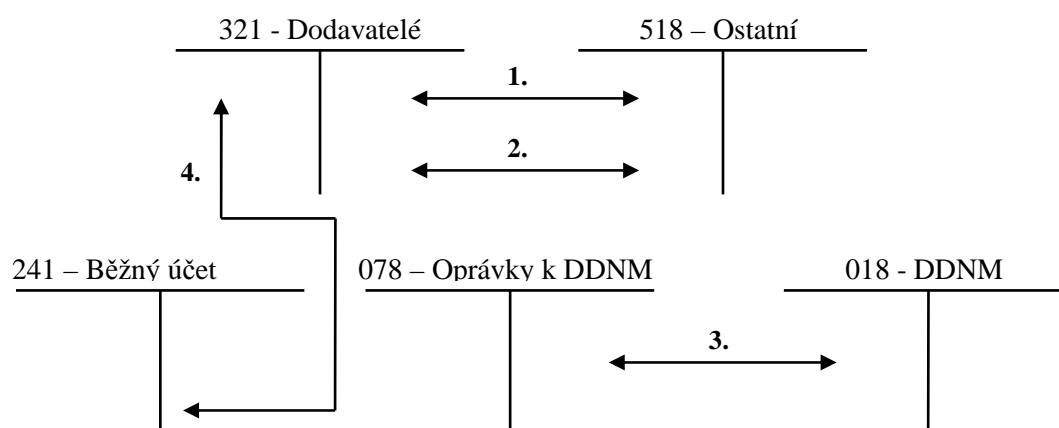 321 - Dodavatelé
518 – Ostatní
1.
2.
4.
241 – Běžný účet
078 – Oprávky k DDNM
018 - DDNM
3.